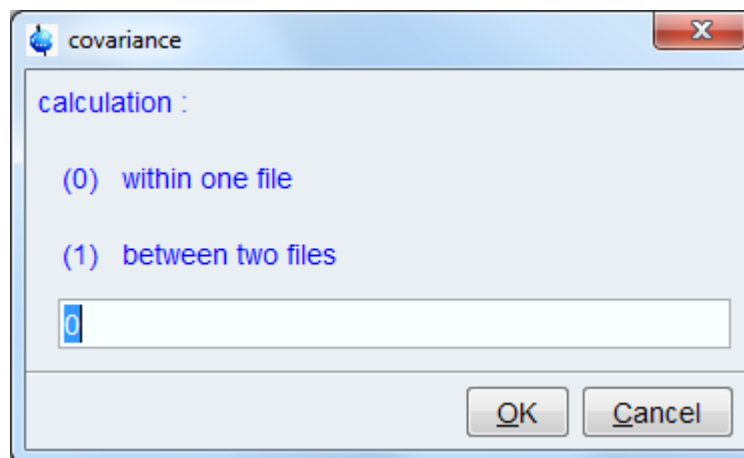 covariance
calculation :
(0) within one file
(1) between two files
0
OK Cancel